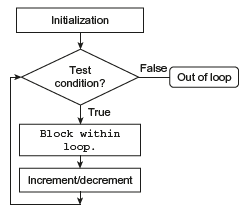 Initialization
Test
condition?
False
Out of loop
True
Block within
loop.
Increment/decrement